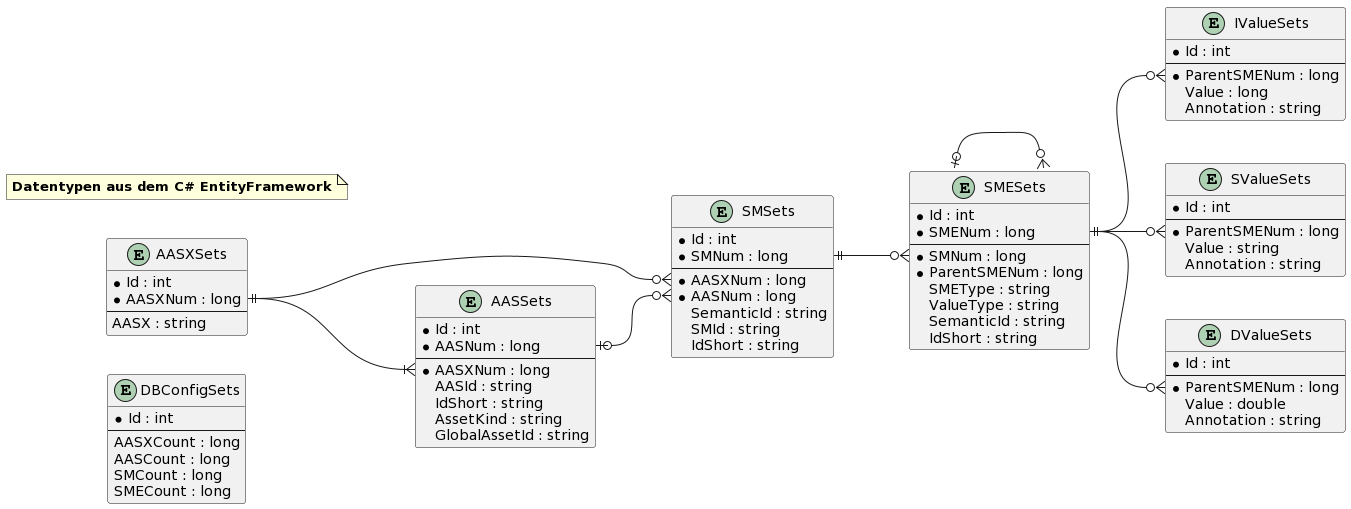 Datentypen aus dem C# EntityFramework
E AASXSets
Id : int
AASXNum : long
AASX : string
E DBConfigSets
Id : int
AASXCount : long
AASCount : long
SMCount : long
SMECount : long
E AASSets
Id : int
AASNum : long
AASXNum : long
AASId : string
IdShort : string
AssetKind : string
GlobalAssetId : string
E SMSets
Id : int
SMNum : long
AASXNum : long
AASNum : long
SemanticId : string
SMId : string
IdShort : string
E SMESets
Id : int
SMENum : long
SMNum : long
ParentSMENum : long
SMEType : string
ValueType : string
SemanticId : string
IdShort : string
E IValueSets
Id : int
ParentSMENum : long
Value : long
Annotation : string
E SValueSets
Id : int
ParentSMENum : long
Value : string
Annotation : string
E DValueSets
Id : int
ParentSMENum : long
Value : double
Annotation : string